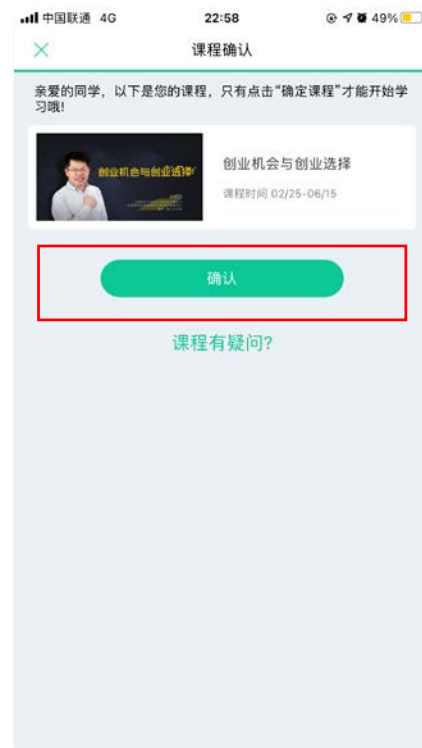 中国联通 4G 22:58 49%
课程确认
亲爱的同学，以下是您的课程，只有点击“确定课程”才能开始学
习哦!
创业机会与创业选择
创业机会与创业选择
课程时间 02/25-06/15
确认
课程有疑问?